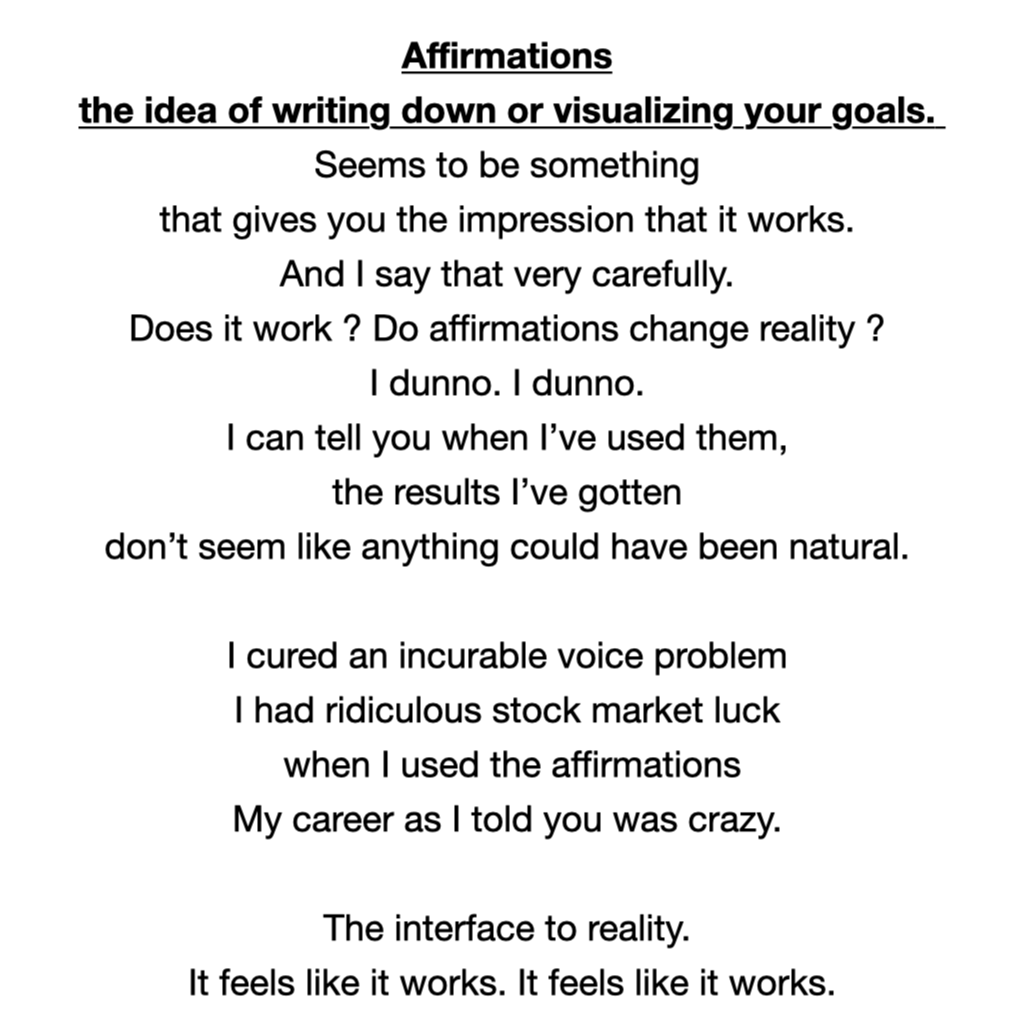 Affirmations
the idea of writing down or visualizing your goals.
Seems to be something
that gives you the impression that it works.
And I say that very carefully.
Does it work ? Do affirmations change reality ?
I dunno. I dunno.
I can tell you when I’ve used them,
the results I’ve gotten
don’t seem like anything could have been natural.
I cured an incurable voice problem
I had ridiculous stock market luck
when I used the affirmations
My career as I told you was crazy.
The interface to reality.
It feels like it works. It feels like it works.